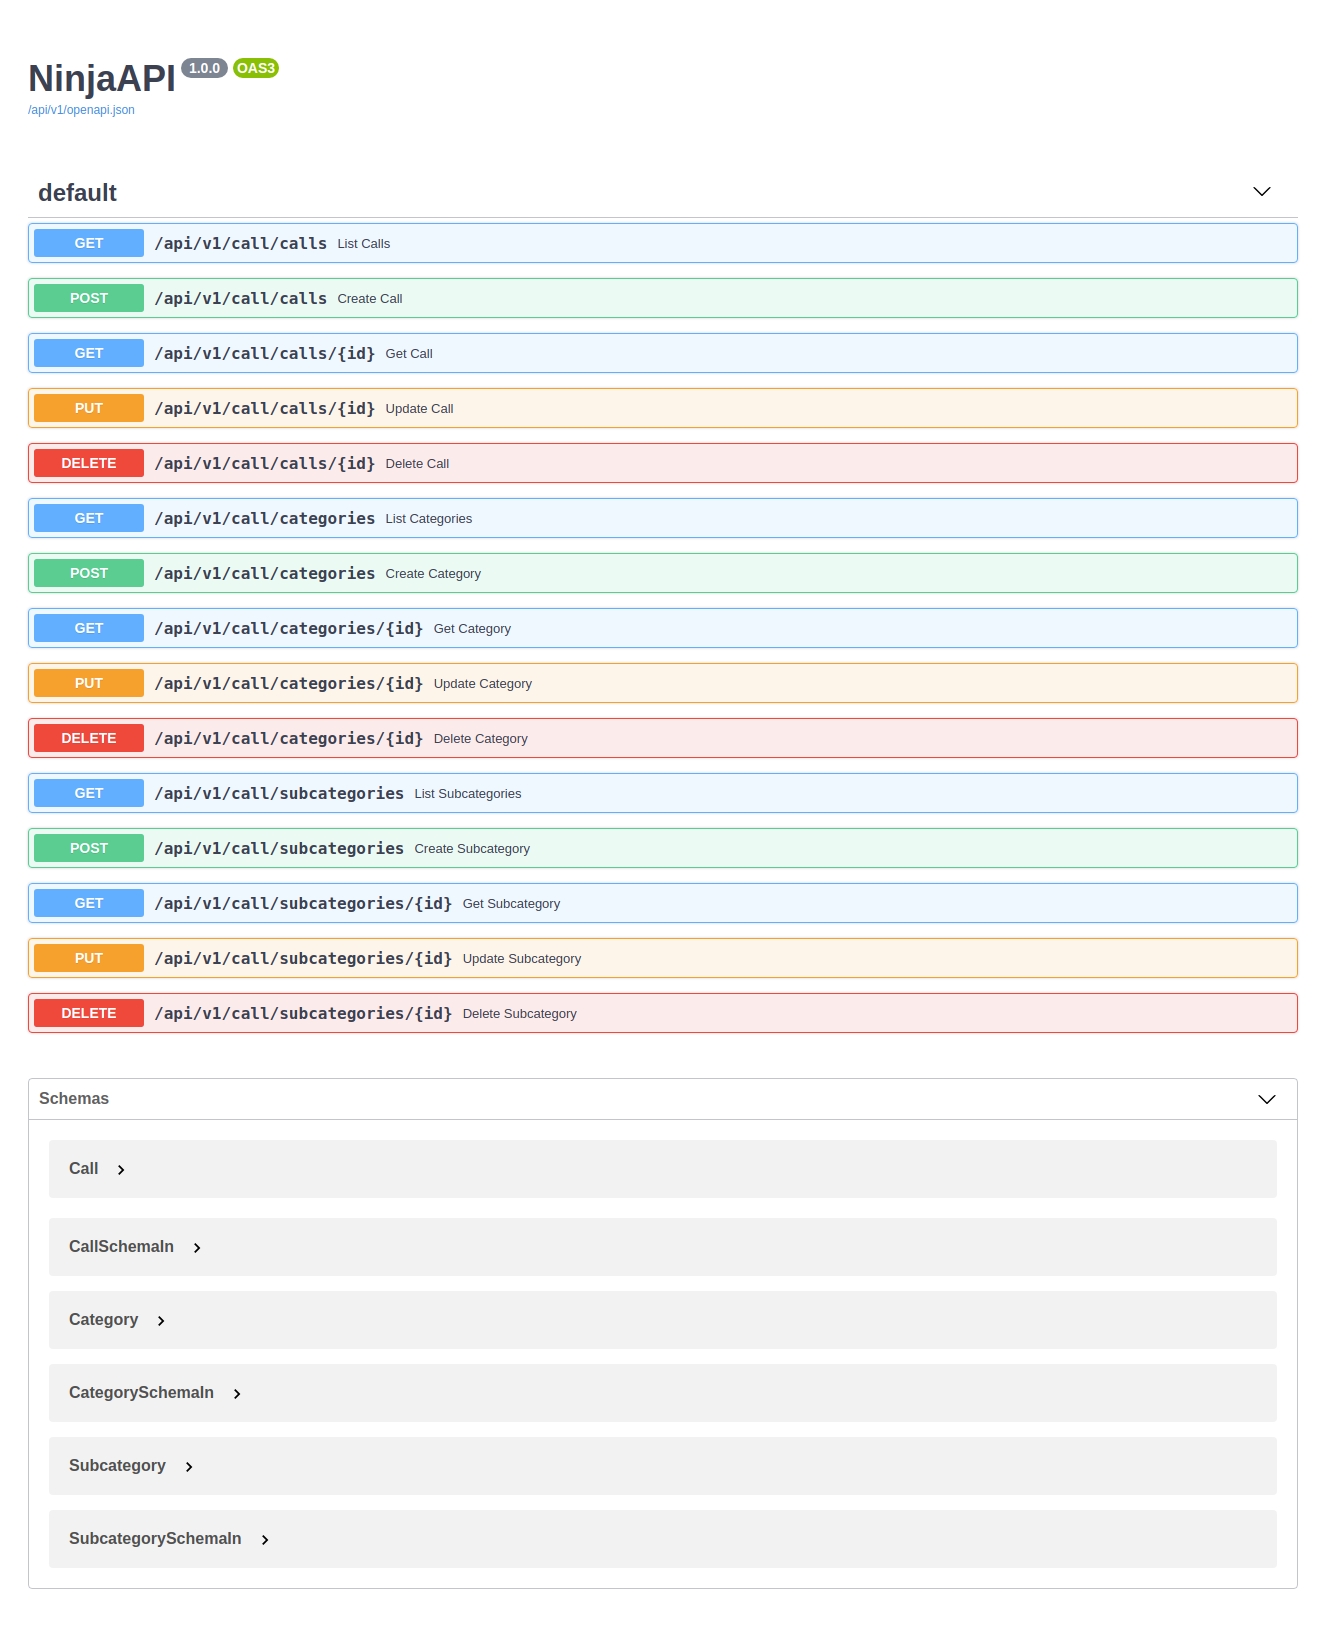 NinjaAPI 1.0.0 OAS3
/api/v1/openapi.json
default
GET /api/v1/call/calls List Calls
POST /api/v1/call/calls Create Call
GET /api/v1/call/calls/{id} Get Call
PUT /api/v1/call/calls/{id} Update Call
DELETE /api/v1/call/calls/{id} Delete Call
GET /api/v1/call/categories List Categories
POST /api/v1/call/categories Create Category
GET /api/v1/call/categories/{id} Get Category
PUT /api/v1/call/categories/{id} Update Category
DELETE /api/v1/call/categories/{id} Delete Category
GET /api/v1/call/subcategories List Subcategories
POST /api/v1/call/subcategories Create Subcategory
GET /api/v1/call/subcategories/{id} Get Subcategory
PUT /api/v1/call/subcategories/{id} Update Subcategory
DELETE /api/v1/call/subcategories/{id} Delete Subcategory
Schemas
Call
CallSchemaIn
Category
CategorySchemaIn
Subcategory
SubcategorySchemaIn